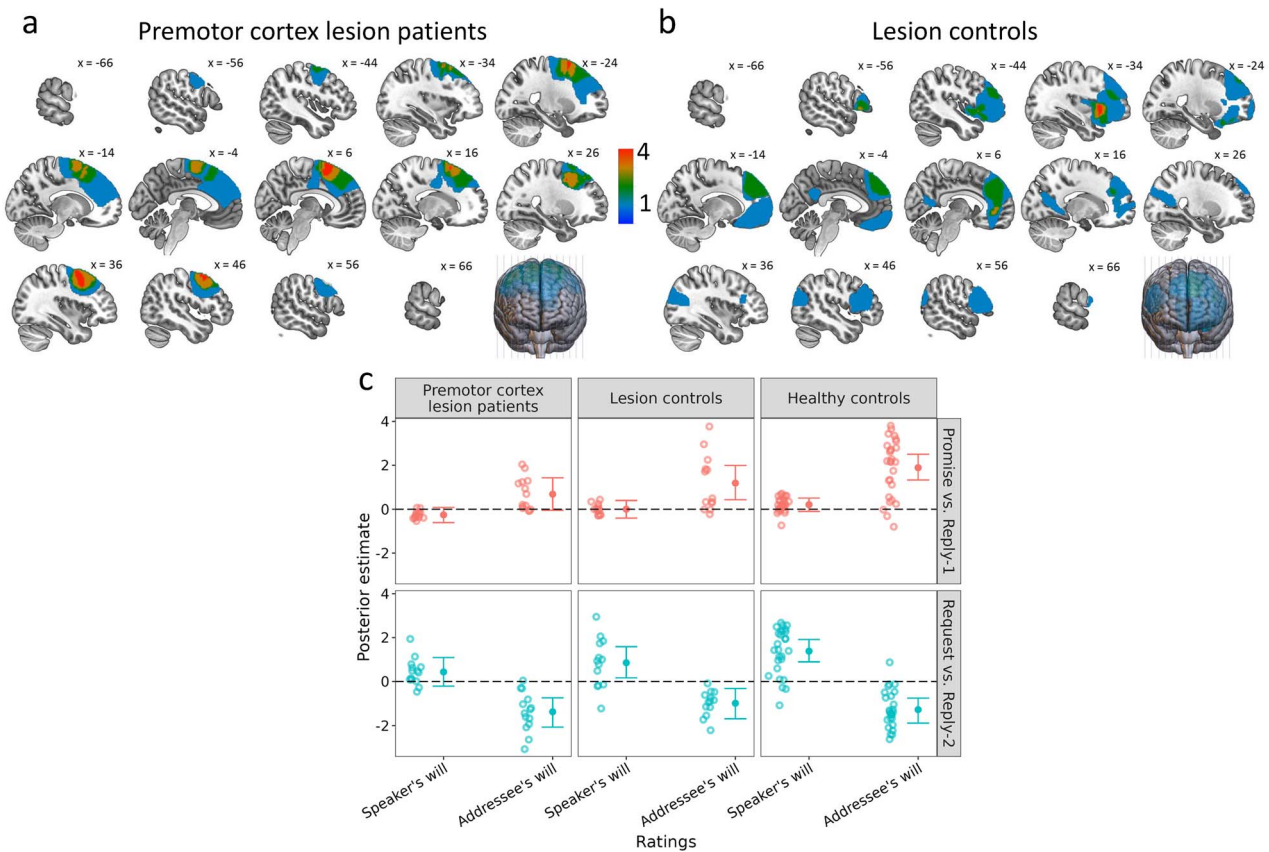 a
Premotor cortex lesion patients
x = -66
x = -56
x = -44
x = -34
x = -24
x = -14
x = -4
x = 6
x = 16
x = 26
x = 36
x = 46
x = 56
x = 66
4
1
b
Lesion controls
x = -66
x = -56
x = -44
x = -34
x = -24
x = -14
x = -4
x = 6
x = 16
x = 26
x = 36
x = 46
x = 56
x = 66
c
Premotor cortex
lesion patients
Lesion controls
Healthy controls
Posterior estimate
4
2
0
-2
Promise vs. Reply-1
4
2
0
-2
Request vs. Reply-2
Speaker's will
Addressee's will
Speaker's will
Addressee's will
Speaker's will
Addressee's will
Ratings